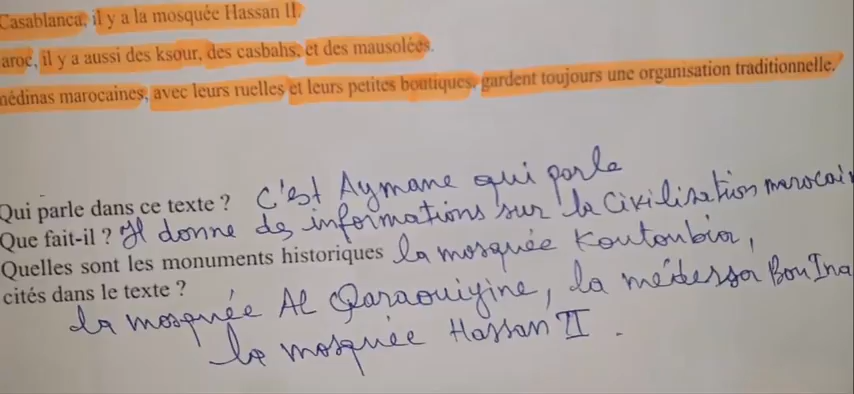 Casablanca, il y a la mosquée Hassan II.
aroc, il y a aussi des ksour, des casbahs, et des mausolées.
nédinas marocaines, avec leurs ruelles et leurs petites boutiques, gardent toujours une organisation traditionnelle.
Qui parle dans ce texte ? C'est Aymane qui parle
Que fait-il ? Il donne des informations sur la civilisation marocain
Quelles sont les monuments historiques la mosquée Koutoubia,
cités dans le texte ?
la mosquée Al Qaraouiyine, la médersa Bou Ina
la mosquée Hassan II.